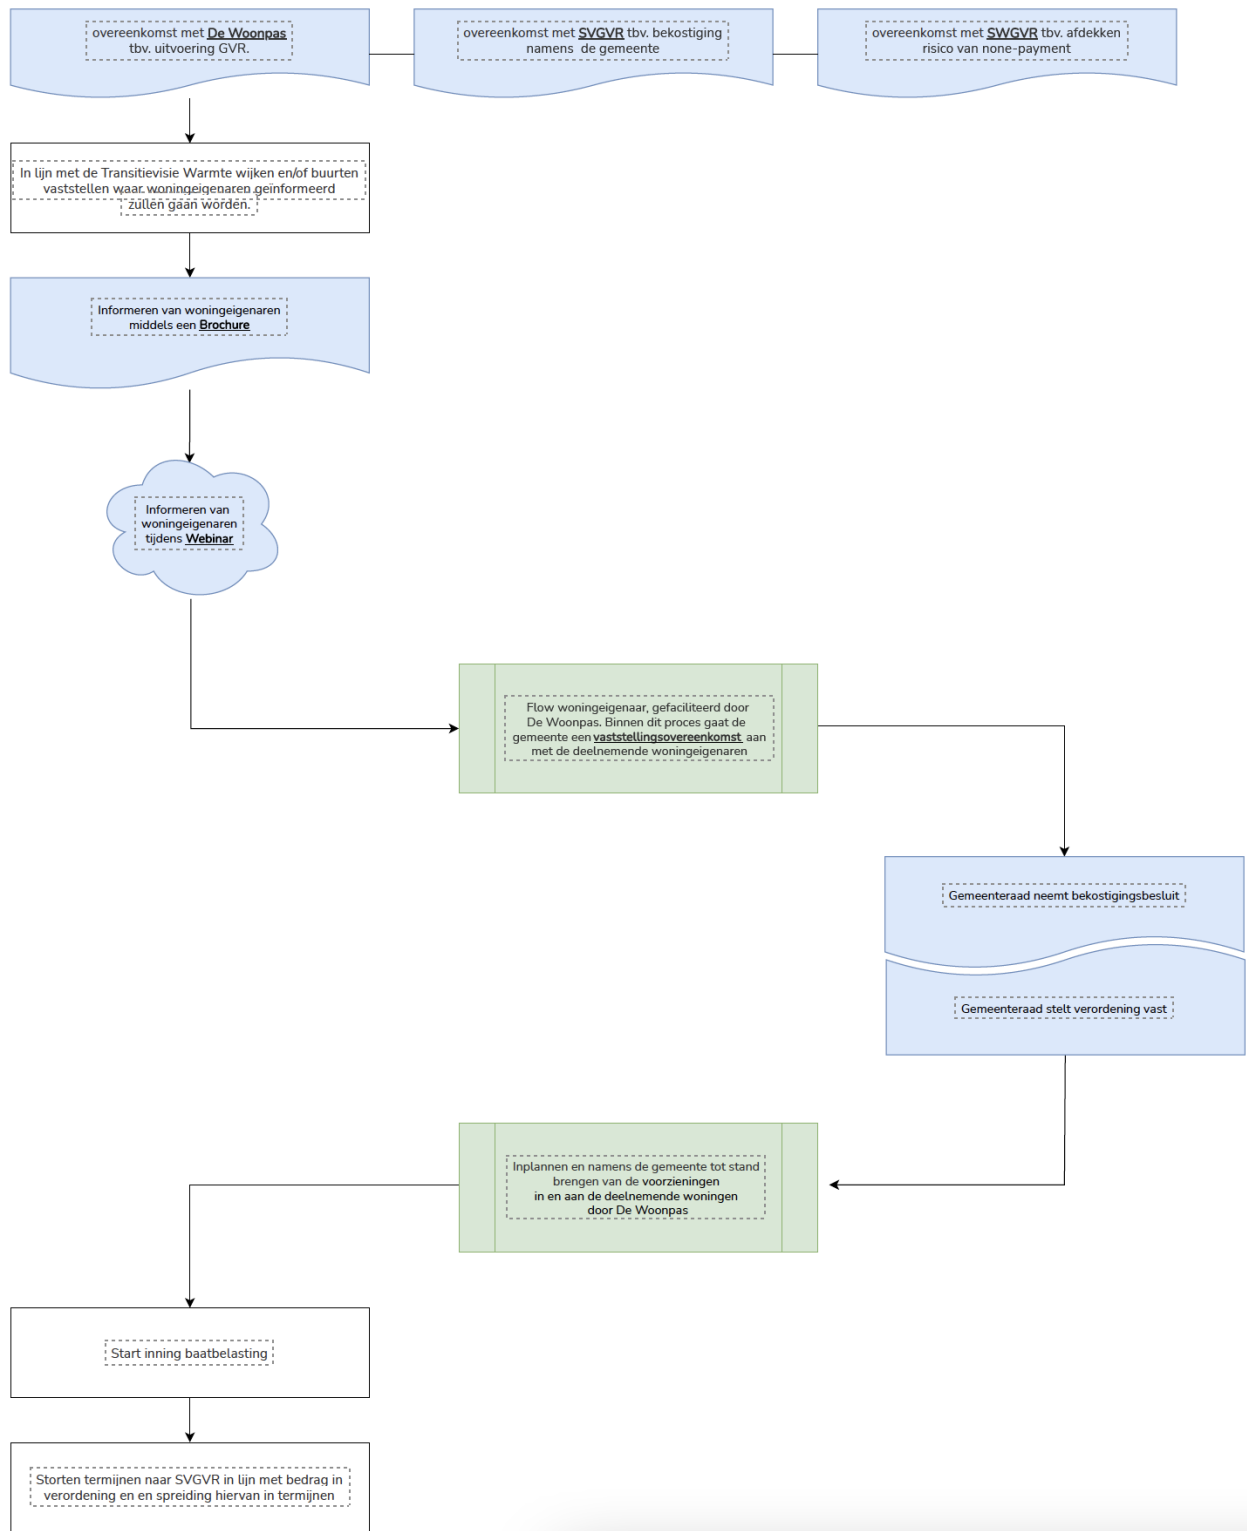 overeenkomst met De Woonpas
tbv. uitvoering GVR.
overeenkomst met SVGVR tbv. bekostiging
namens de gemeente
overeenkomst met SWGVR tbv. afdekken
risico van none-payment
In lijn met de Transitievisie Warmte wijken en/of buurten
vaststellen waar woningeigenaren geïnformeerd
zullen gaan worden.
Informeren van woningeigenaren
middels een Brochure
Informeren van
woningeigenaren
tijdens Webinar
Flow woningeigenaar, gefaciliteerd door
De Woonpas. Binnen dit proces gaat de
gemeente een vaststellingsovereenkomst aan
met de deelnemende woningeigenaren
Gemeenteraad neemt bekostigingsbesluit
Gemeenteraad stelt verordening vast
Inplannen en namens de gemeente tot stand
brengen van de voorzieningen
in en aan de deelnemende woningen
door De Woonpas
Start inning baatbelasting
Storten termijnen naar SVGVR in lijn met bedrag in
verordening en en spreiding hiervan in termijnen